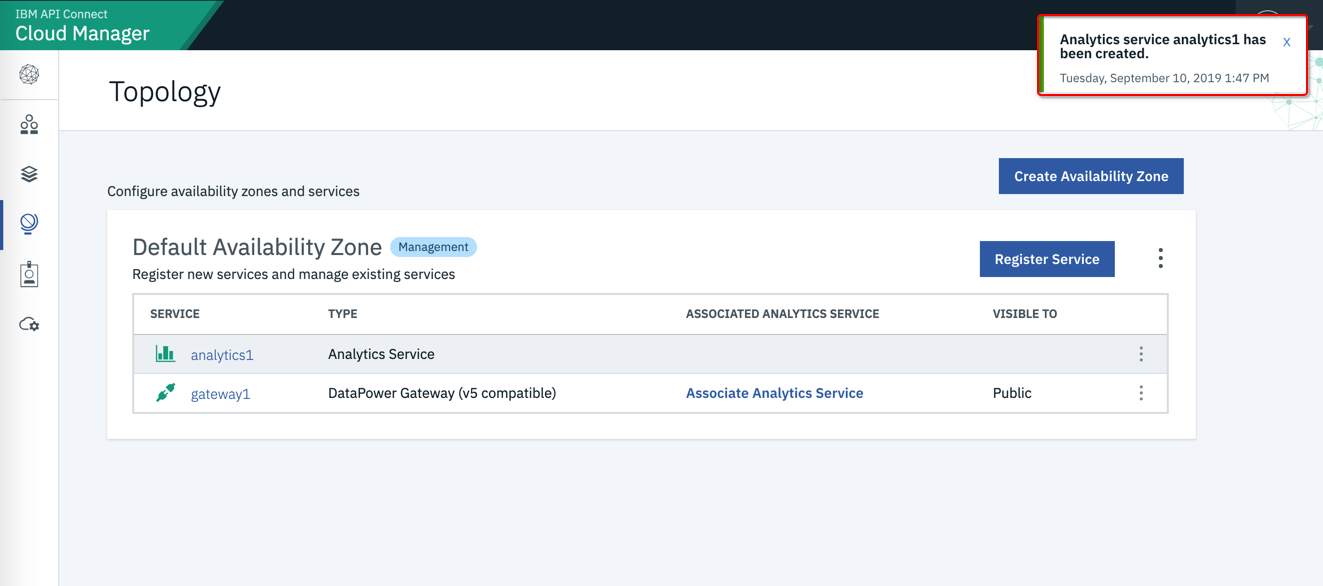 IBM API Connect
Cloud Manager
Analytics service analytics1 has
been created.
X
Tuesday, September 10, 2019 1:47 PM
Topology
Configure availability zones and services
Create Availability Zone
Default Availability Zone Management
Register new services and manage existing services
Register Service
SERVICE TYPE ASSOCIATED ANALYTICS SERVICE VISIBLE TO
analytics1 Analytics Service
gateway1 DataPower Gateway (v5 compatible) Associate Analytics Service Public